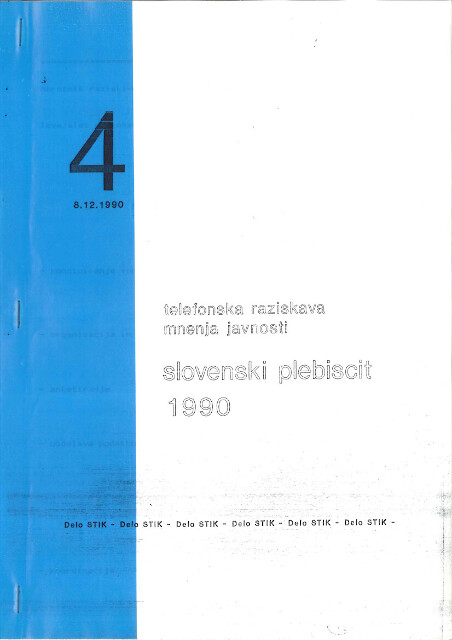 4
8.12.1990
telefonska raziskava
mnenja javnosti
slovenski plebiscit
1990
Delo STIK - Delo STIK - Delo STIK - Delo STIK - Delo STIK - Delo STIK -